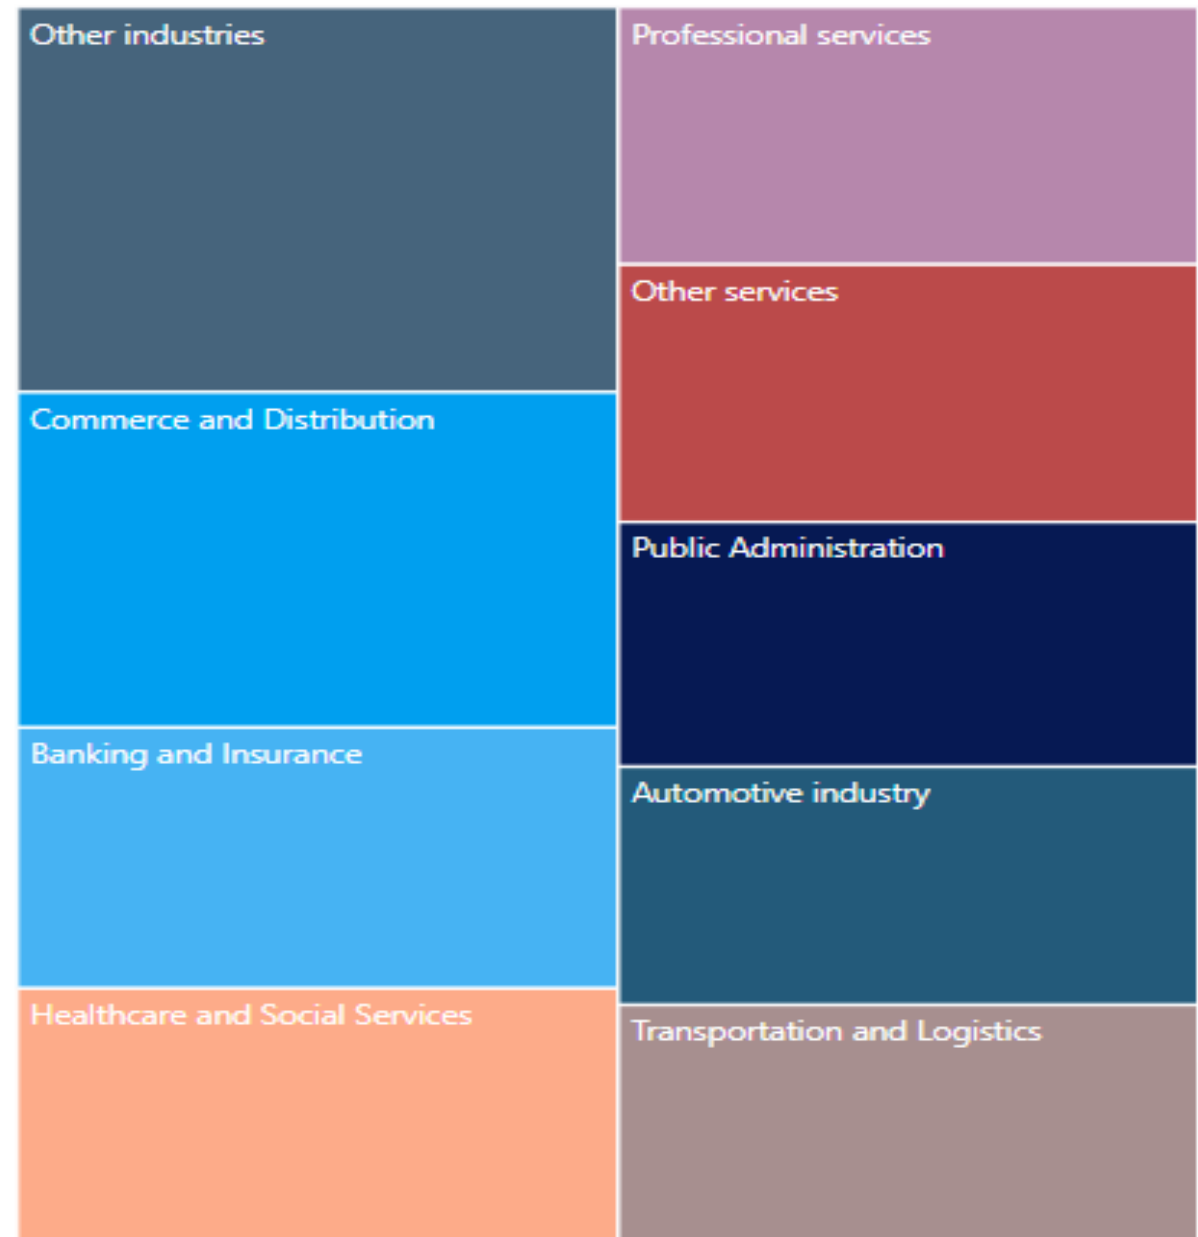 Other industries
Commerce and Distribution
Banking and Insurance
Healthcare and Social Services
Professional services
Other services
Public Administration
Automotive industry
Transportation and Logistics